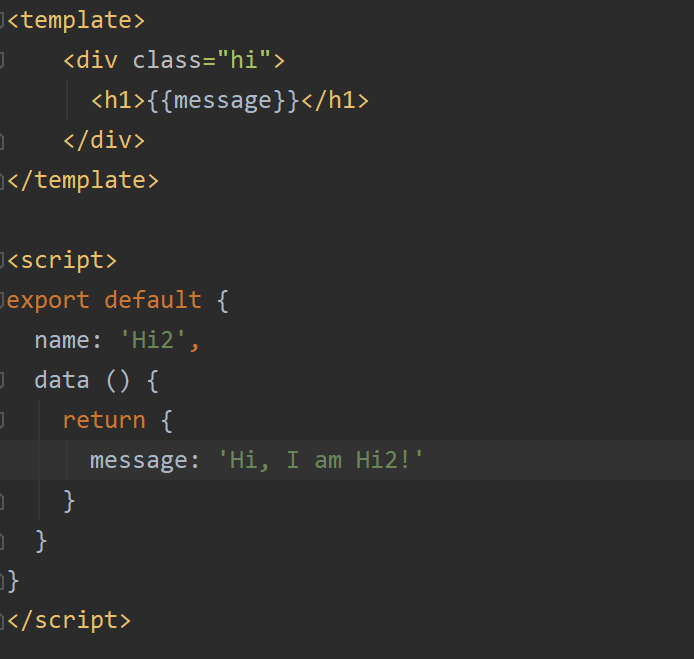 <template>
    <div class="hi">
      <h1>{{message}}</h1>
    </div>
</template>

<script>
export default {
  name: 'Hi2',
  data () {
    return {
      message: 'Hi, I am Hi2!'
    }
  }
}
</script>